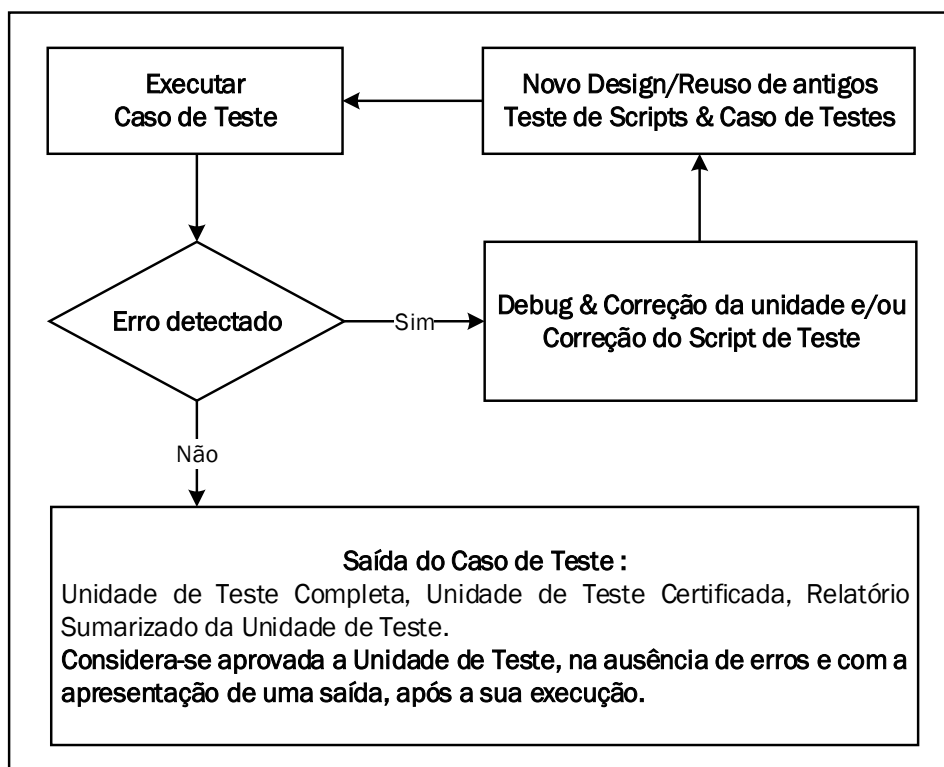 Executar
Caso de Teste
Novo Design/Reuso de antigos
Teste de Scripts & Caso de Testes
Erro detectado
Sim
Debug & Correção da unidade e/ou
Correção do Script de Teste
Não
Saída do Caso de Teste :
Unidade de Teste Completa, Unidade de Teste Certificada, Relatório
Sumarizado da Unidade de Teste.
Considera-se aprovada a Unidade de Teste, na ausência de erros e com a
apresentação de uma saída, após a sua execução.